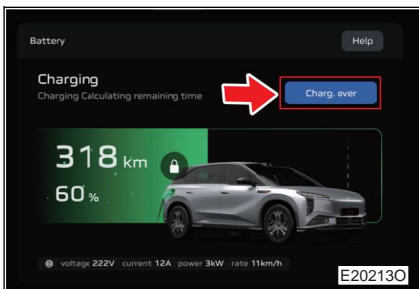 Battery
Help
Charging
Charging Calculating remaining time
Charg. over
318 km
60 %
voltage 222V current 12A power 3kW rate 11km/h
E20213O